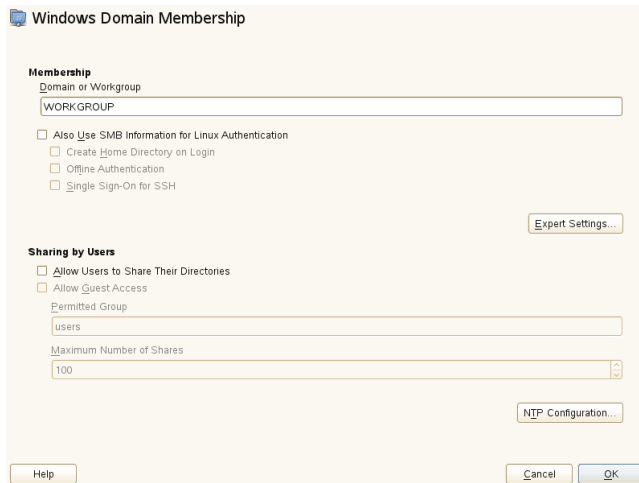 Windows Domain Membership
Membership
Domain or Workgroup
WORKGROUP
Also Use SMB Information for Linux Authentication
Create Home Directory on Login
Offline Authentication
Single Sign-On for SSH
Expert Settings...
Sharing by Users
Allow Users to Share Their Directories
Allow Guest Access
Permitted Group
users
Maximum Number of Shares
100
NTP Configuration...
Help
Cancel
OK